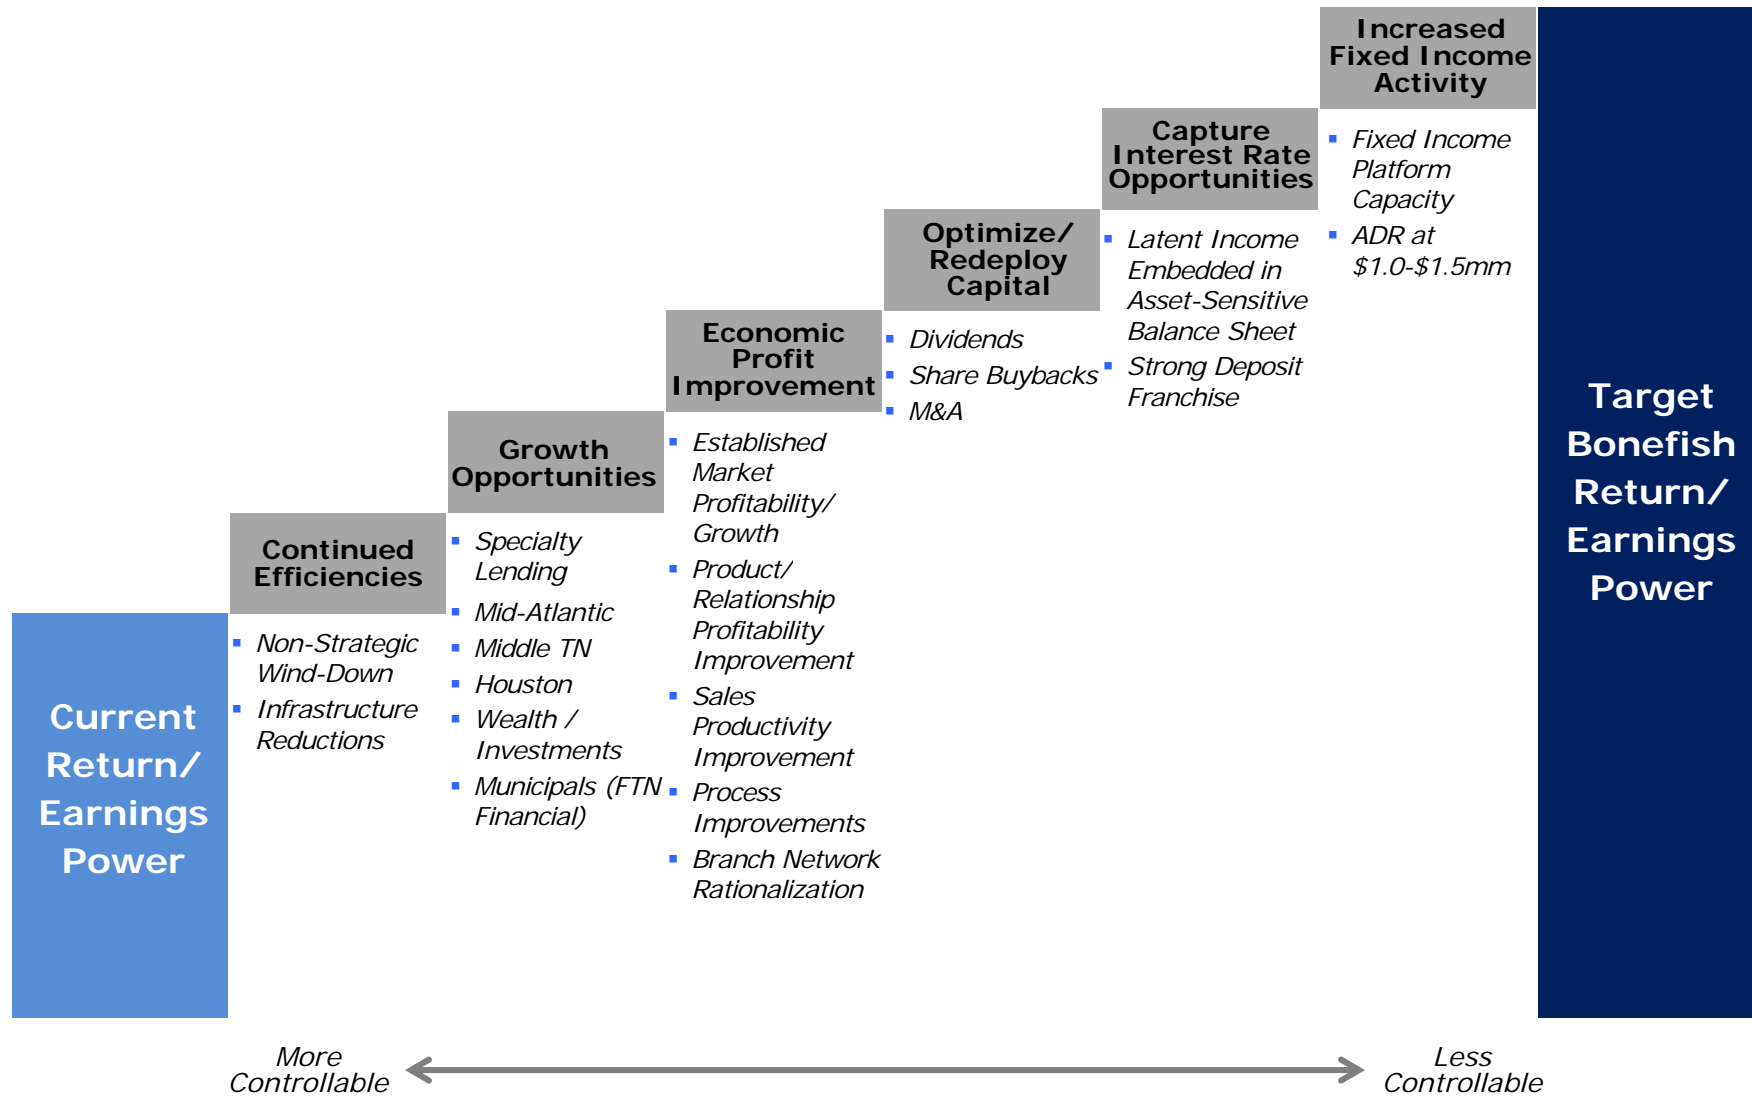 Current
Return/
Earnings
Power
Continued
Efficiencies
Non-Strategic
Wind-Down
Infrastructure
Reductions
Growth
Opportunities
Specialty
Lending
Mid-Atlantic
Middle TN
Houston
Wealth /
Investments
Municipals (FTN
Financial)
Economic
Profit
Improvement
Established
Market
Profitability/
Growth
Product/
Relationship
Profitability
Improvement
Sales
Productivity
Improvement
Process
Improvements
Branch Network
Rationalization
Optimize/
Redeploy
Capital
Dividends
Share Buybacks
M&A
Capture
Interest Rate
Opportunities
Latent Income
Embedded in
Asset-Sensitive
Balance Sheet
Strong Deposit
Franchise
Increased
Fixed Income
Activity
Fixed Income
Platform
Capacity
ADR at
$1.0-$1.5mm
Target
Bonefish
Return/
Earnings
Power
More
Controllable
Less
Controllable